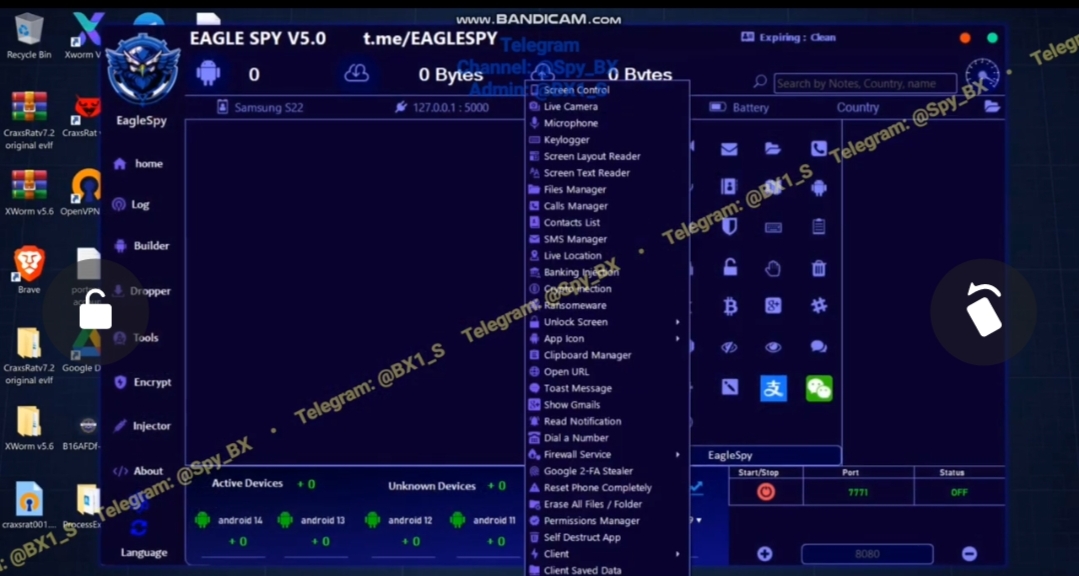 www.BANDICAM.com
EAGLE SPY V5.0
t.me/EAGLESPY
Expiring : Clean
Telegram
Channel: @Spy_BX
0
0 Bytes
0 Bytes
Search by Notes, Country, name
Samsung S22
127.0.0.1 : 5000
Battery
Country
EagleSpy
home
Log
Builder
Dropper
Tools
Encrypt
Injector
About
Language
Recycle Bin
Xworm V
CraxsRatv7.2
original evlf
CraxsRat
XWorm v5.6
OpenVPN
Brave
CraxsRatv7.2
original evlf
Google D
XWorm v5.6
B16AFDf-
craxsrat001....
ProcessEx
Screen Control
Live Camera
Microphone
Keylogger
Screen Layout Reader
Screen Text Reader
Files Manager
Calls Manager
Contacts List
SMS Manager
Live Location
Banking Injection
Crypto Injection
Ransomeware
Unlock Screen
App Icon
Clipboard Manager
Open URL
Toast Message
Show Gmails
Read Notification
Dial a Number
Firewall Service
Google 2-FA Stealer
Reset Phone Completely
Erase All Files / Folder
Permissions Manager
Self Destruct App
Client
Client Saved Data
EagleSpy
Start/Stop
Port
Status
7771
OFF
8080
Active Devices + 0
Unknown Devices + 0
android 14
android 13
android 12
android 11
+ 0
+ 0
+ 0
+ 0
Telegram: @BX1_S
Telegram: @Spy_BX
Telegram: @BX1_S
Telegram: @Spy_BX
Telegram: @Spy_BX
: @BX1_S